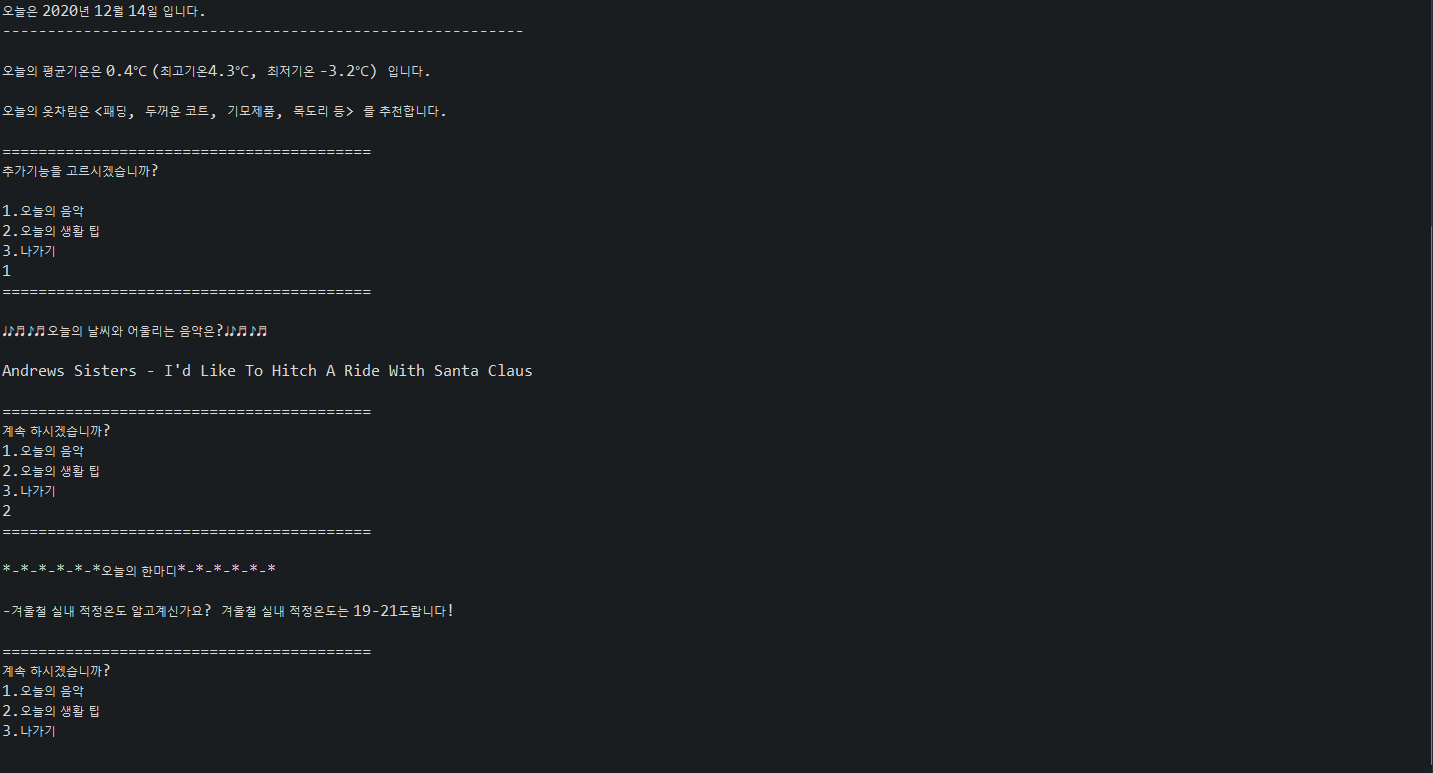 오늘은 2020년 12월 14일 입니다.
---------------------------------------------------------
오늘의 평균기온은 0.4℃ (최고기온4.3℃, 최저기온 -3.2℃) 입니다.
오늘의 옷차림은 <패딩, 두꺼운 코트, 기모제품, 목도리 등> 를 추천합니다.
=========================================
추가기능을 고르시겠습니까?
1.오늘의 음악
2.오늘의 생활 팁
3.나가기
1
=========================================
♩♪♬♪♬오늘의 날씨와 어울리는 음악은?♩♪♬♪♬
Andrews Sisters - I'd Like To Hitch A Ride With Santa Claus
=========================================
계속 하시겠습니까?
1.오늘의 음악
2.오늘의 생활 팁
3.나가기
2
=========================================
*-*-*-*-*-*오늘의 한마디*-*-*-*-*-*
-겨울철 실내 적정온도 알고계신가요? 겨울철 실내 적정온도는 19-21도랍니다!
=========================================
계속 하시겠습니까?
1.오늘의 음악
2.오늘의 생활 팁
3.나가기